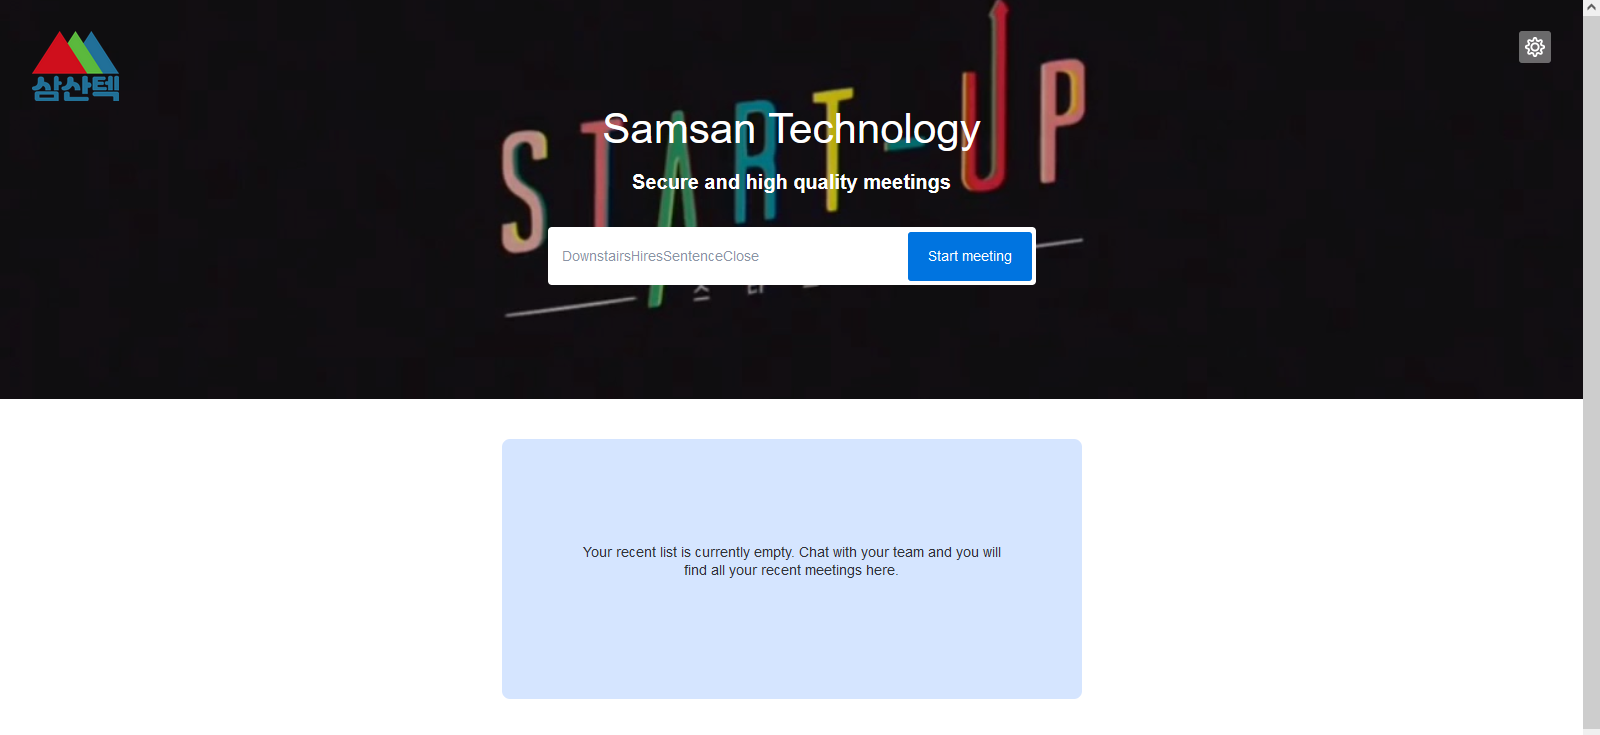 삼산텍
START-UP
Samsan Technology
Secure and high quality meetings
DownstairsHiresSentenceClose
Start meeting
Your recent list is currently empty. Chat with your team and you will
find all your recent meetings here.